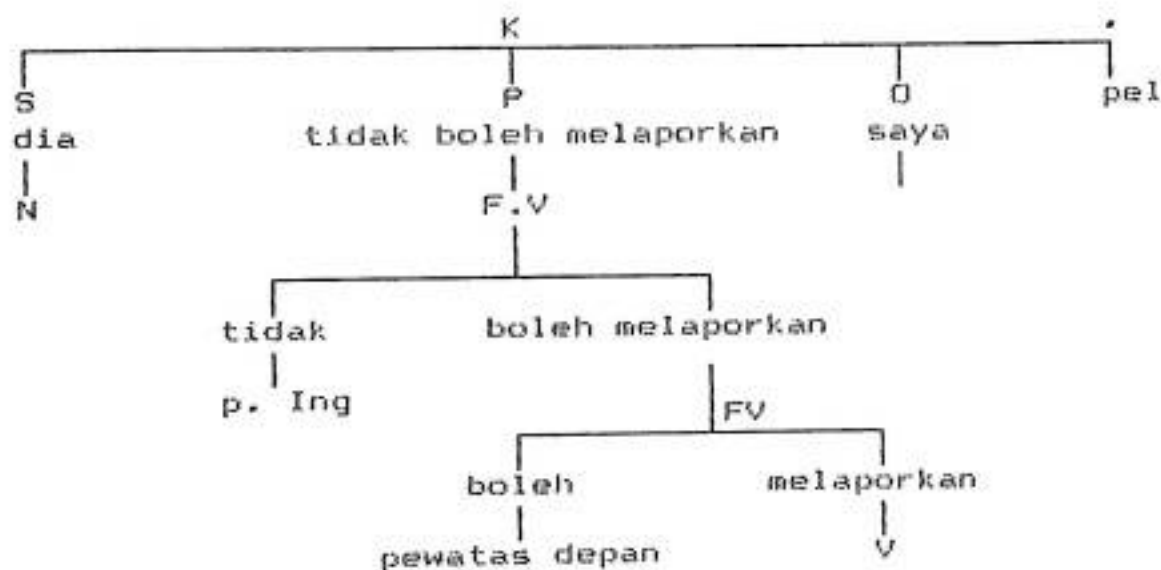 K .
S P O pel
dia tidak boleh melaporkan saya
N F.V
tidak boleh melaporkan
p. Ing
FV
boleh melaporkan
pewatas depan V